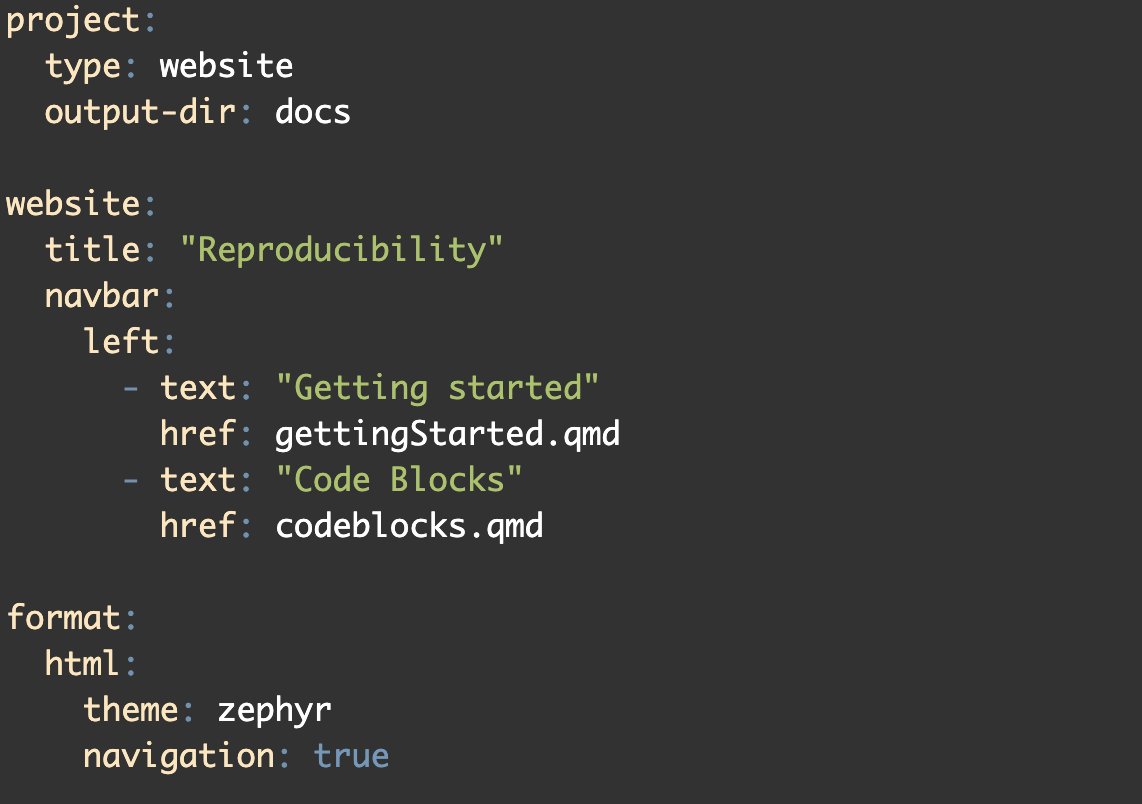 project:
  type: website
  output-dir: docs

website:
  title: "Reproducibility"
  navbar:
    left:
      - text: "Getting started"
        href: gettingStarted.qmd
      - text: "Code Blocks"
        href: codeblocks.qmd

format:
  html:
    theme: zephyr
    navigation: true